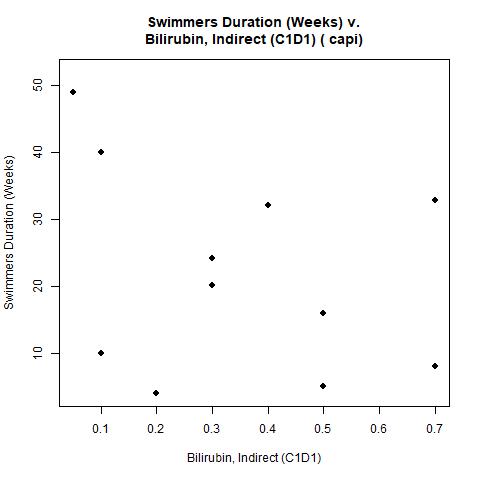 Swimmers Duration (Weeks) v.
Bilirubin, Indirect (C1D1) ( capi)
Swimmers Duration (Weeks)
50
40
30
20
10
0.1 0.2 0.3 0.4 0.5 0.6 0.7
Bilirubin, Indirect (C1D1)